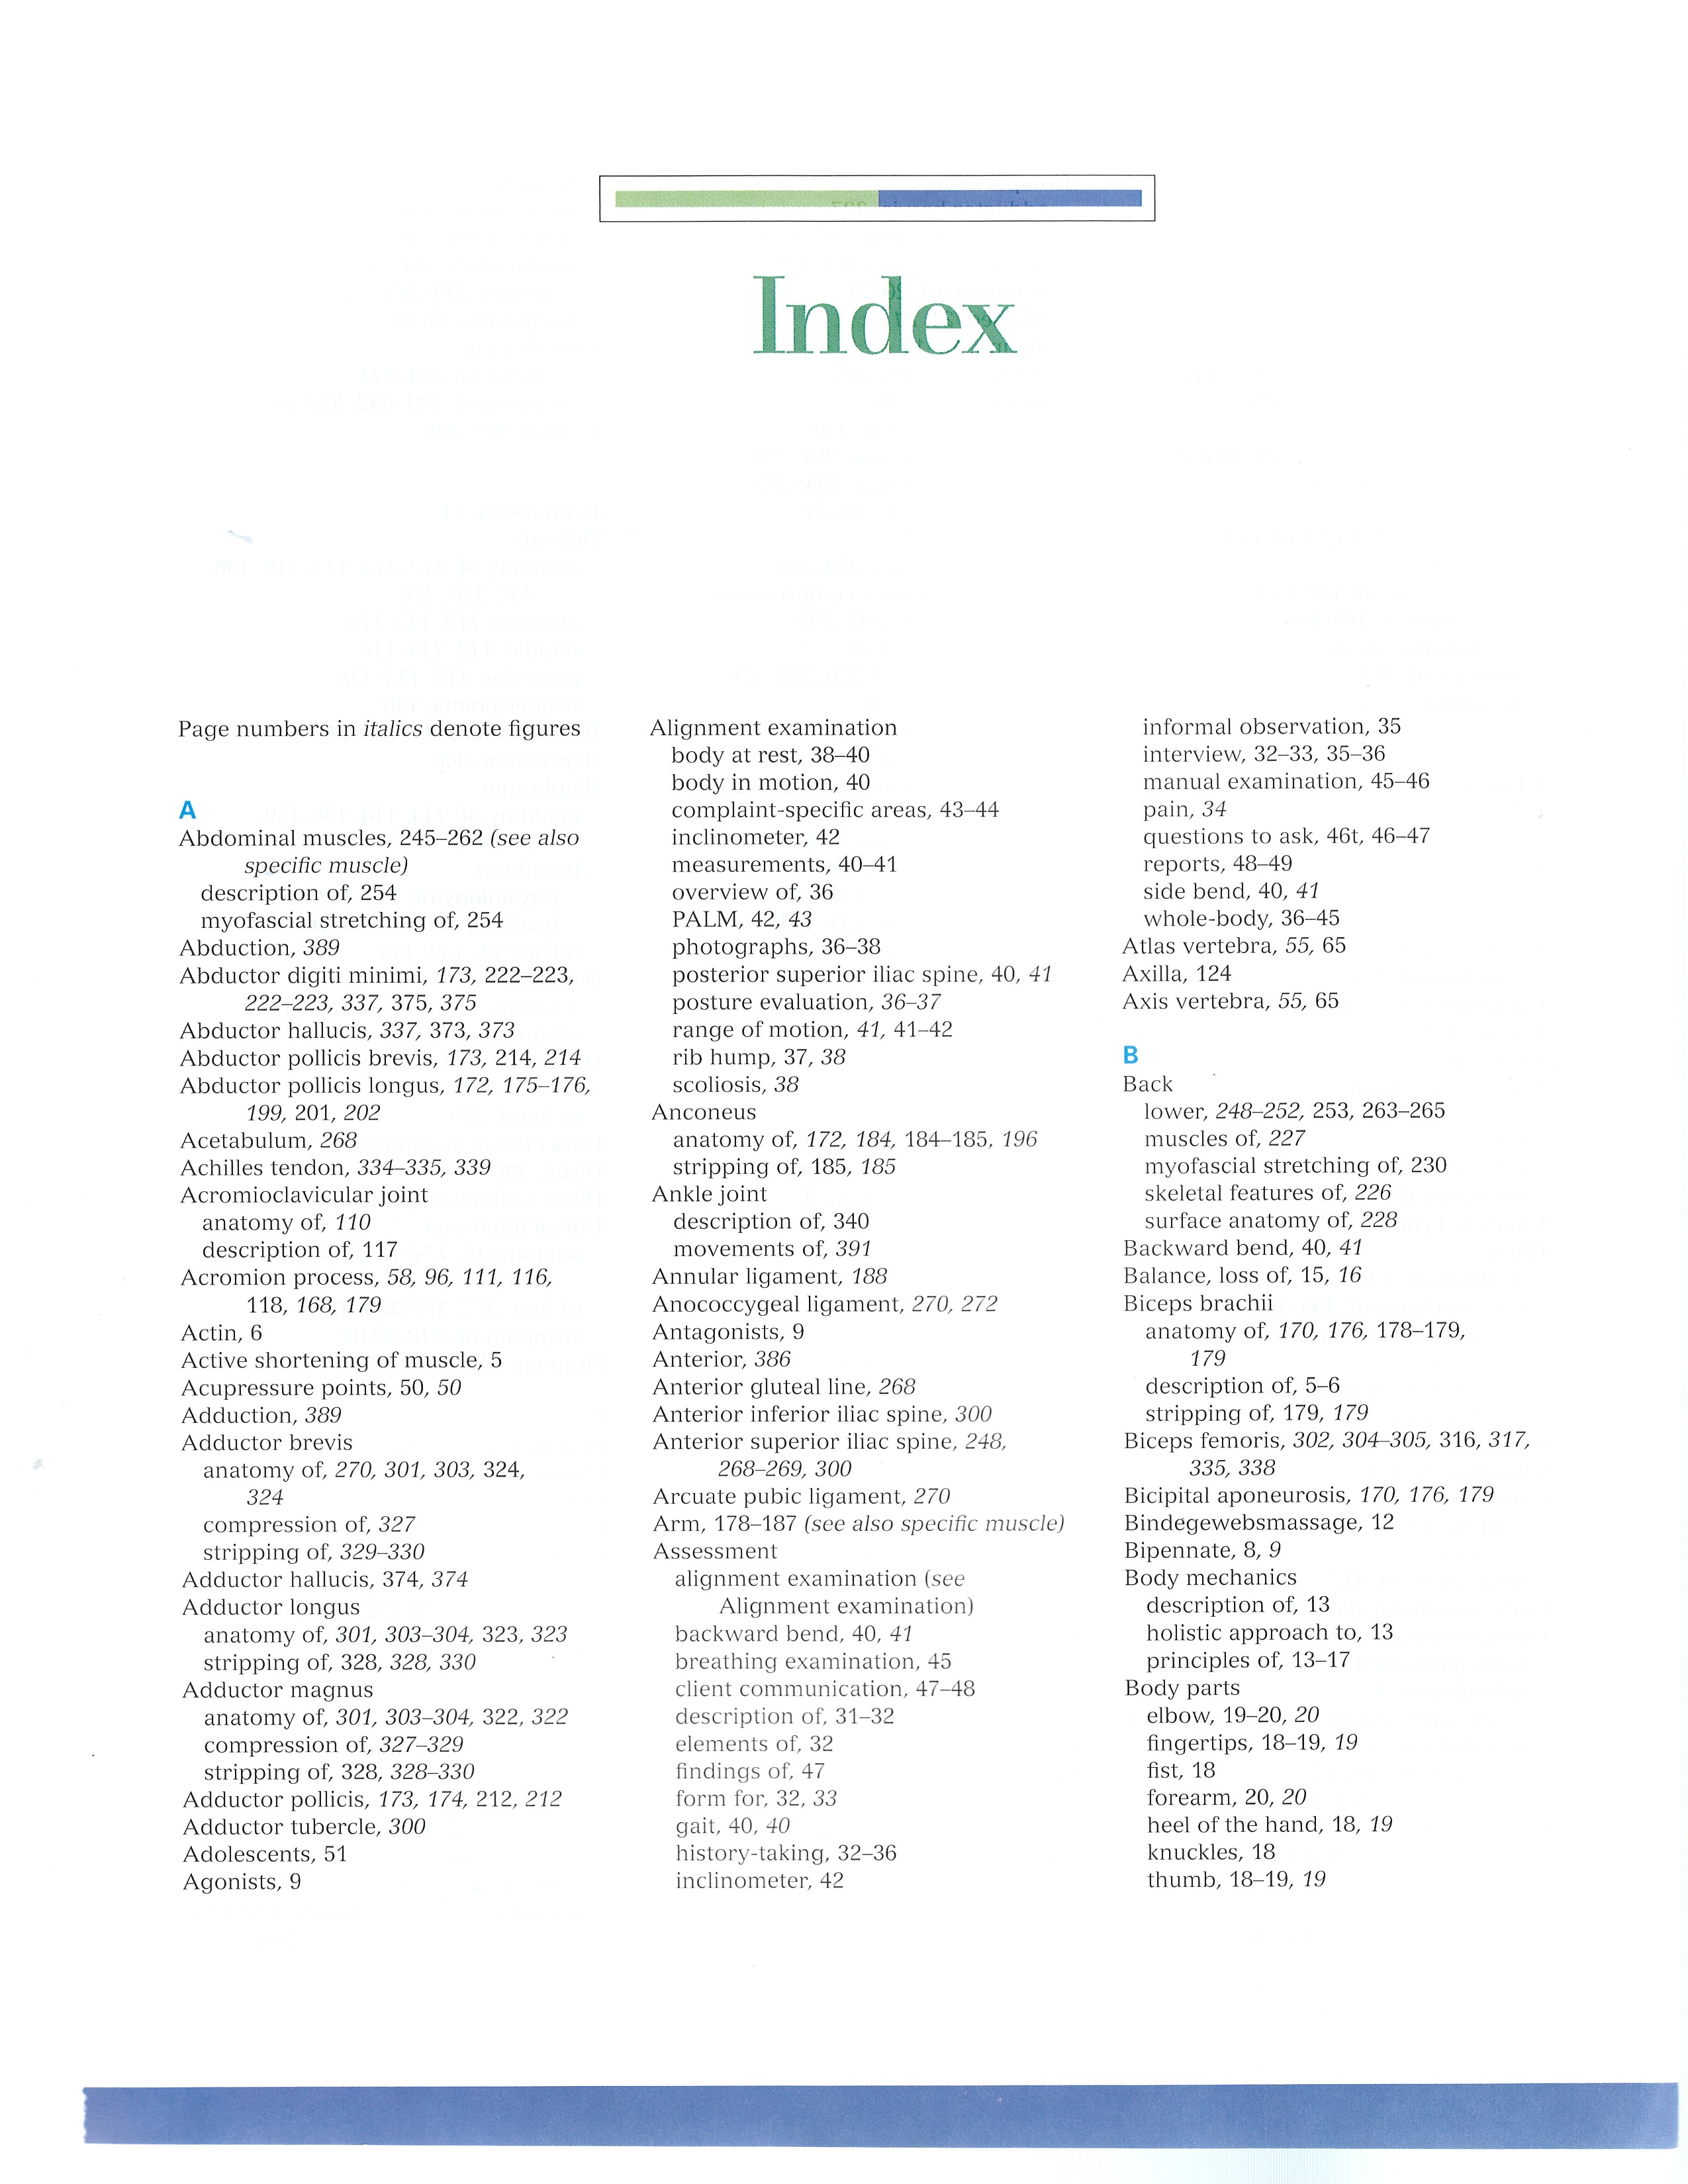 Index
Page numbers in italics denote figures
A
Abdominal muscles, 245–262 (see also
specific muscle)
description of, 254
myofascial stretching of, 254
Abduction, 389
Abductor digiti minimi, 173, 222–223,
222–223, 337, 375, 375
Abductor hallucis, 337, 373, 373
Abductor pollicis brevis, 173, 214, 214
Abductor pollicis longus, 172, 175–176,
199, 201, 202
Acetabulum, 268
Achilles tendon, 334–335, 339
Acromioclavicular joint
anatomy of, 110
description of, 117
Acromion process, 58, 96, 111, 116,
118, 168, 179
Actin, 6
Active shortening of muscle, 5
Acupressure points, 50, 50
Adduction, 389
Adductor brevis
anatomy of, 270, 301, 303, 324,
324
compression of, 327
stripping of, 329–330
Adductor hallucis, 374, 374
Adductor longus
anatomy of, 301, 303–304, 323, 323
stripping of, 328, 328, 330
Adductor magnus
anatomy of, 301, 303–304, 322, 322
compression of, 327–329
stripping of, 328, 328–330
Adductor pollicis, 173, 174, 212, 212
Adductor tubercle, 300
Adolescents, 51
Agonists, 9
Alignment examination
body at rest, 38–40
body in motion, 40
complaint-specific areas, 43–44
inclinometer, 42
measurements, 40–41
overview of, 36
PALM, 42, 43
photographs, 36–38
posterior superior iliac spine, 40, 41
posture evaluation, 36–37
range of motion, 41, 41–42
rib hump, 37, 38
scoliosis, 38
Anconeus
anatomy of, 172, 184, 184–185, 196
stripping of, 185, 185
Ankle joint
description of, 340
movements of, 391
Annular ligament, 188
Anococcygeal ligament, 270, 272
Antagonists, 9
Anterior, 386
Anterior gluteal line, 268
Anterior inferior iliac spine, 300
Anterior superior iliac spine, 248,
268–269, 300
Arcuate pubic ligament, 270
Arm, 178–187 (see also specific muscle)
Assessment
alignment examination (see
Alignment examination)
backward bend, 40, 41
breathing examination, 45
client communication, 47–48
description of, 31–32
elements of, 32
findings of, 47
form for, 32, 33
gait, 40, 40
history-taking, 32–36
inclinometer, 42
informal observation, 35
interview, 32–33, 35–36
manual examination, 45–46
pain, 34
questions to ask, 46t, 46–47
reports, 48–49
side bend, 40, 41
whole-body, 36–45
Atlas vertebra, 55, 65
Axilla, 124
Axis vertebra, 55, 65
B
Back
lower, 248–252, 253, 263–265
muscles of, 227
myofascial stretching of, 230
skeletal features of, 226
surface anatomy of, 228
Backward bend, 40, 41
Balance, loss of, 15, 16
Biceps brachii
anatomy of, 170, 176, 178–179,
179
description of, 5–6
stripping of, 179, 179
Biceps femoris, 302, 304–305, 316, 317,
335, 338
Bicipital aponeurosis, 170, 176, 179
Bindegewebsmassage, 12
Bipennate, 8, 9
Body mechanics
description of, 13
holistic approach to, 13
principles of, 13–17
Body parts
elbow, 19–20, 20
fingertips, 18–19, 19
fist, 18
forearm, 20, 20
heel of the hand, 18, 19
knuckles, 18
thumb, 18–19, 19